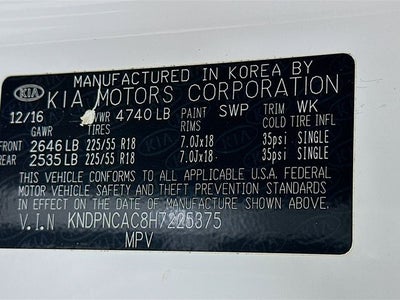 MANUFACTURED IN KOREA BY
KIA KIA MOTORS CORPORATION
12/16 VWR 4740 LB PAINT SWP TRIM WK
GAWR TIRES RIMS COLD TIRE INFL
FRONT 2646 LB 225/55 R18 7.0Jx18 35psi SINGLE
REAR 2535 LB 225/55 R18 7.0Jx18 35psi SINGLE
THIS VEHICLE CONFORMS TO ALL APPLICABLE U.S.A. FEDERAL
MOTOR VEHICLE SAFETY AND THEFT PREVENTION STANDARDS
IN EFFECT ON THE DATE OF MANUFACTURE SHOWN ABOVE.
V.I.N KNDPNCAC8H7225375
MPV